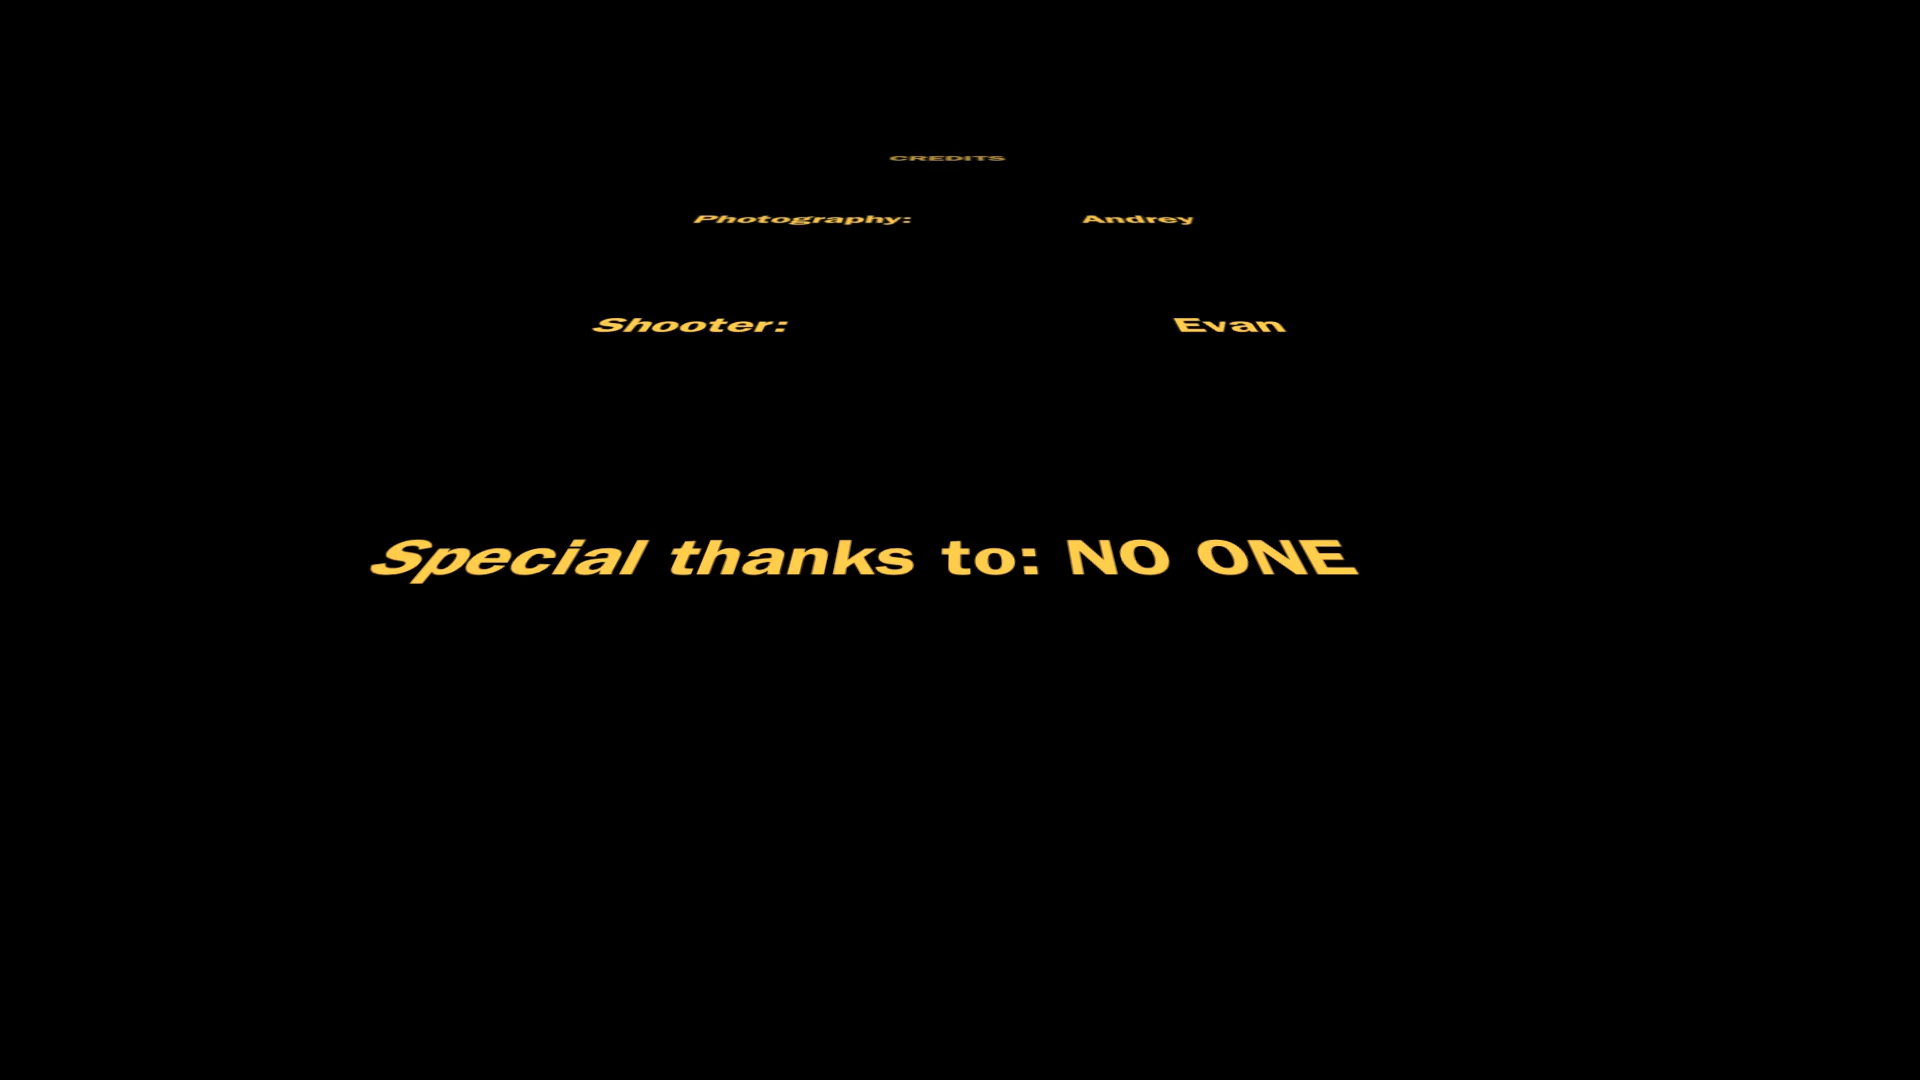 CREDITS
Photography: Andrey
Shooter: Evan
Special thanks to: NO ONE